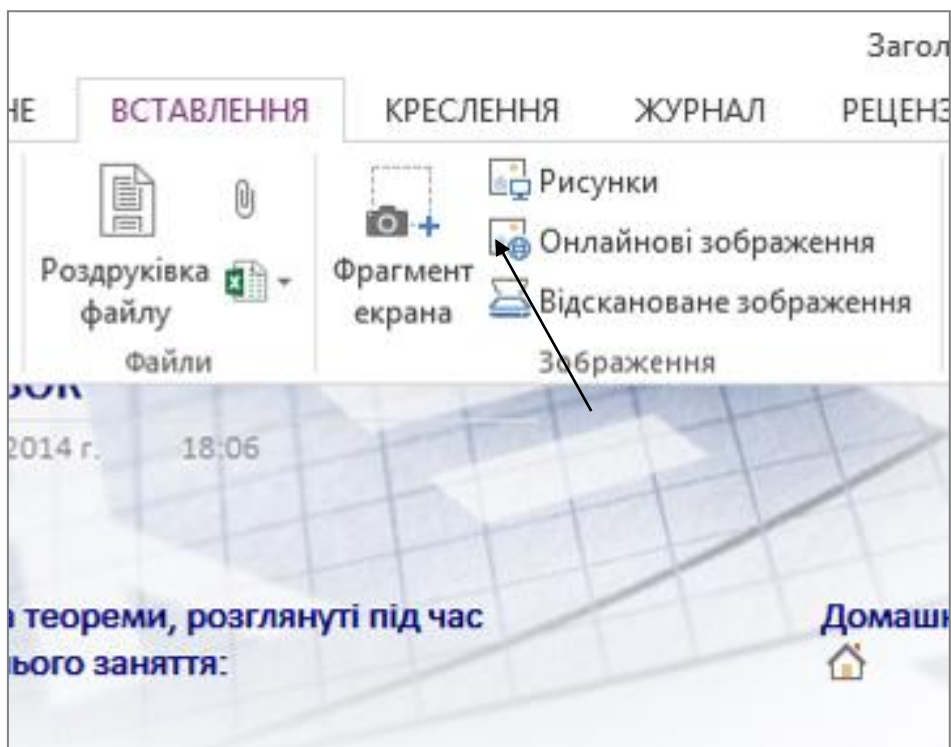 Загол
НЕ ВСТАВЛЕННЯ КРЕСЛЕННЯ ЖУРНАЛ РЕЦЕНЗ
Рисунки
Онлайнові зображення
Відскановане зображення
Роздруківка
файлу
Фрагмент
екрана
Файли
Зображення
2014 г. 18:06
теореми, розглянуті під час
ього заняття:
Домашн